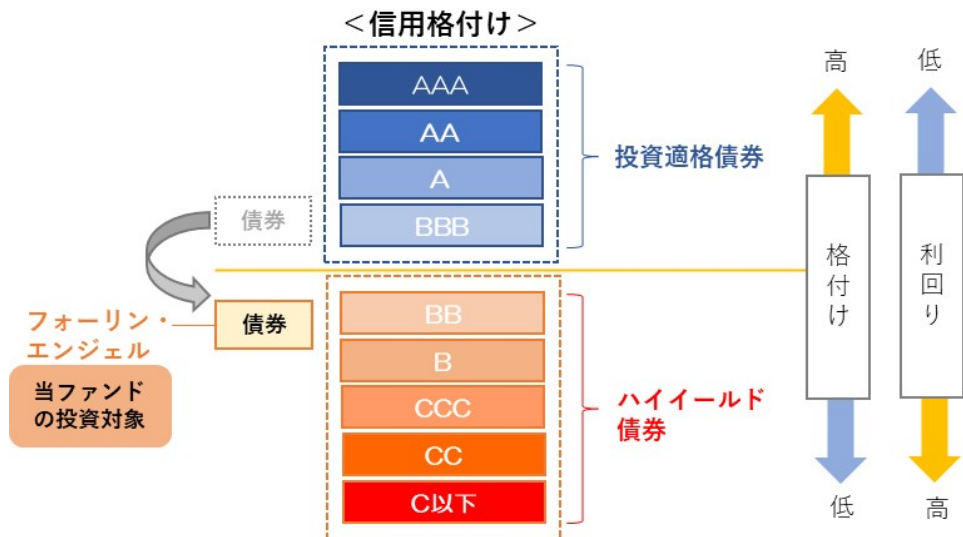 ＜信用格付け＞
AAA
AA
A
BBB
投資適格債券
債券
債券
フォーリン・
エンジェル
当ファンド
の投資対象
BB
B
CCC
CC
C以下
ハイイールド
債券
高
格付け
低
低
利回り
高